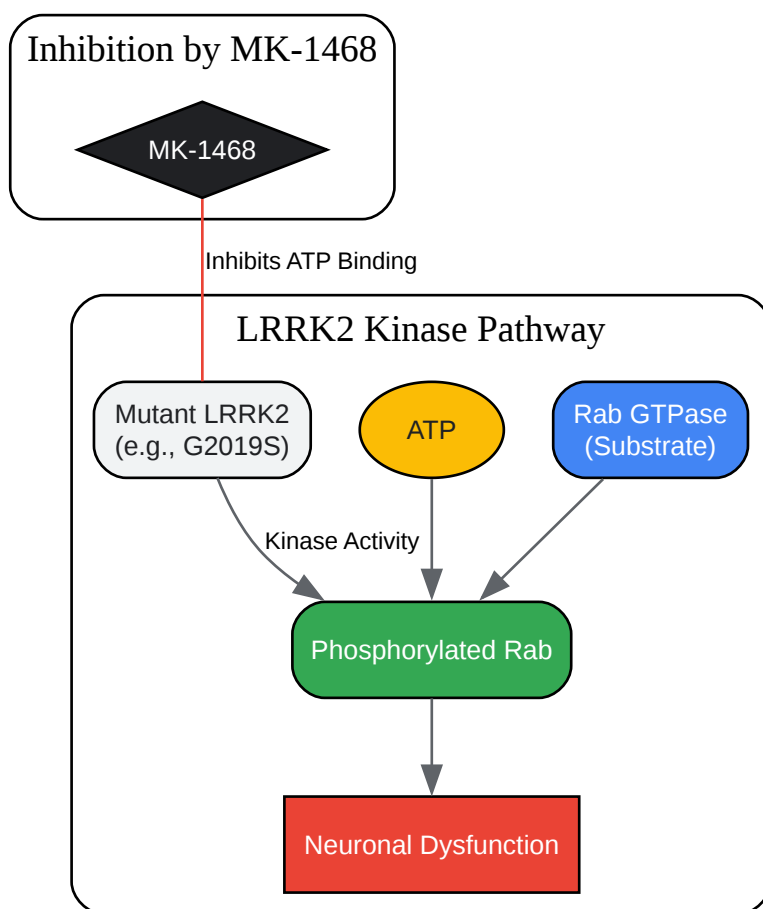 Inhibition by MK-1468
MK-1468
Inhibits ATP Binding
LRRK2 Kinase Pathway
Mutant LRRK2
(e.g., G2019S)
ATP
Rab GTPase
(Substrate)
Kinase Activity
Phosphorylated Rab
Neuronal Dysfunction